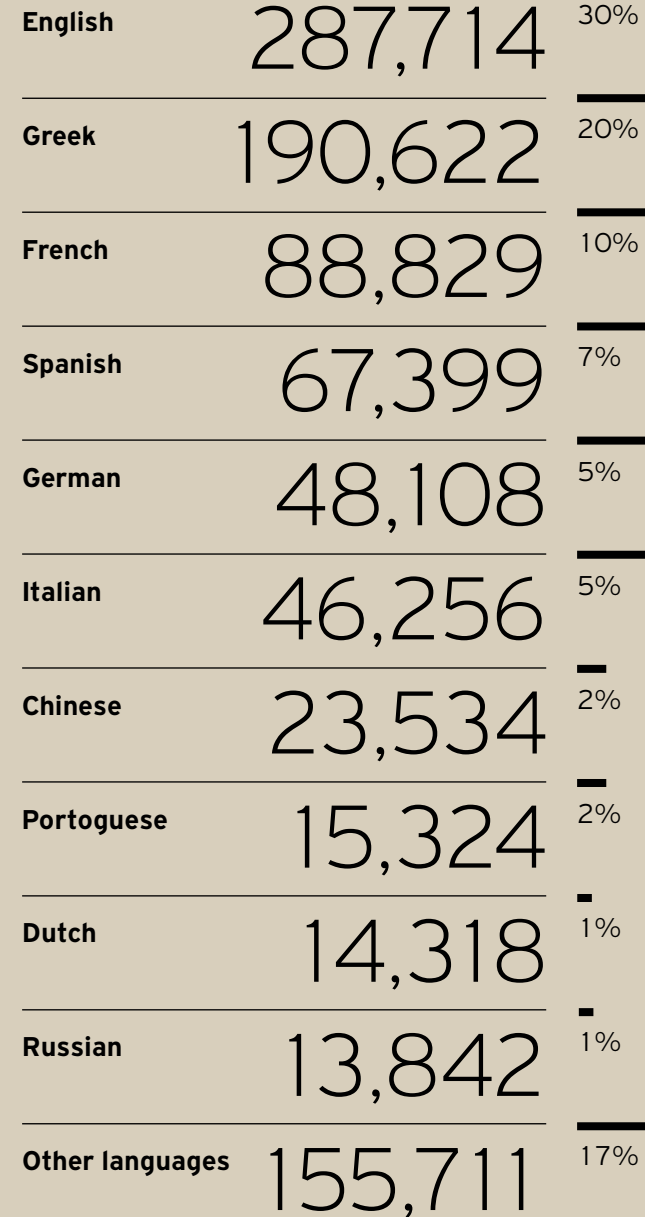 English 287,714 30%
Greek 190,622 20%
French 88,829 10%
Spanish 67,399 7%
German 48,108 5%
Italian 46,256 5%
Chinese 23,534 2%
Portoguese 15,324 2%
Dutch 14,318 1%
Russian 13,842 1%
Other languages 155,711 17%